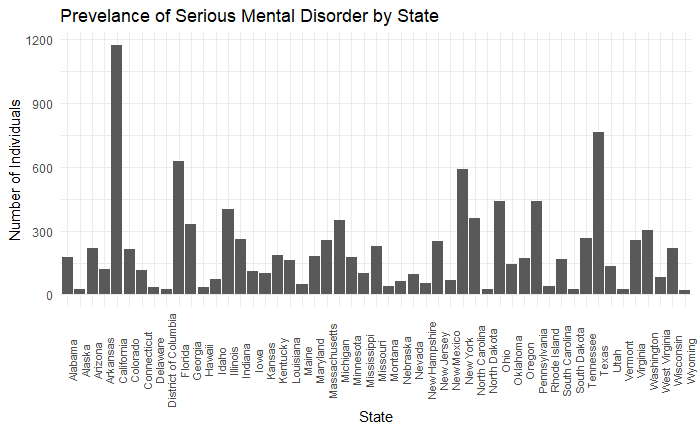 Prevelance of Serious Mental Disorder by State
Number of Individuals
1200
900
600
300
0
Alabama
Alaska
Arizona
Arkansas
California
Colorado
Connecticut
Delaware
District of Columbia
Florida
Georgia
Hawaii
Idaho
Illinois
Indiana
Iowa
Kansas
Kentucky
Louisiana
Maine
Maryland
Massachusetts
Michigan
Minnesota
Mississippi
Missouri
Montana
Nebraska
Nevada
New Hampshire
New Jersey
New Mexico
New York
North Carolina
North Dakota
Ohio
Oklahoma
Oregon
Pennsylvania
Rhode Island
South Carolina
South Dakota
Tennessee
Texas
Utah
Vermont
Virginia
Washington
West Virginia
Wisconsin
Wyoming
State